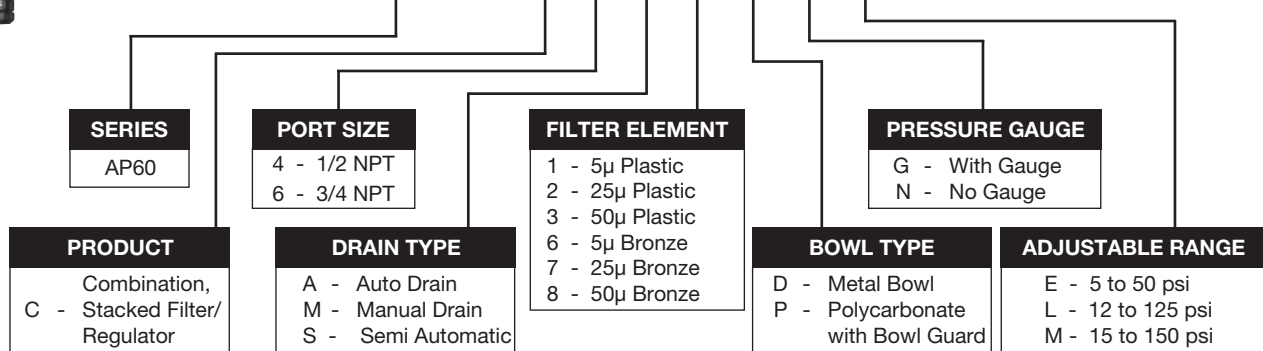 SERIES
AP60
PORT SIZE
4 - 1/2 NPT
6 - 3/4 NPT
FILTER ELEMENT
1 - 5µ Plastic
2 - 25µ Plastic
3 - 50µ Plastic
6 - 5µ Bronze
7 - 25µ Bronze
8 - 50µ Bronze
PRESSURE GAUGE
G - With Gauge
N - No Gauge
PRODUCT
Combination,
C - Stacked Filter/
Regulator
DRAIN TYPE
A - Auto Drain
M - Manual Drain
S - Semi Automatic
BOWL TYPE
D - Metal Bowl
P - Polycarbonate
with Bowl Guard
ADJUSTABLE RANGE
E - 5 to 50 psi
L - 12 to 125 psi
M - 15 to 150 psi